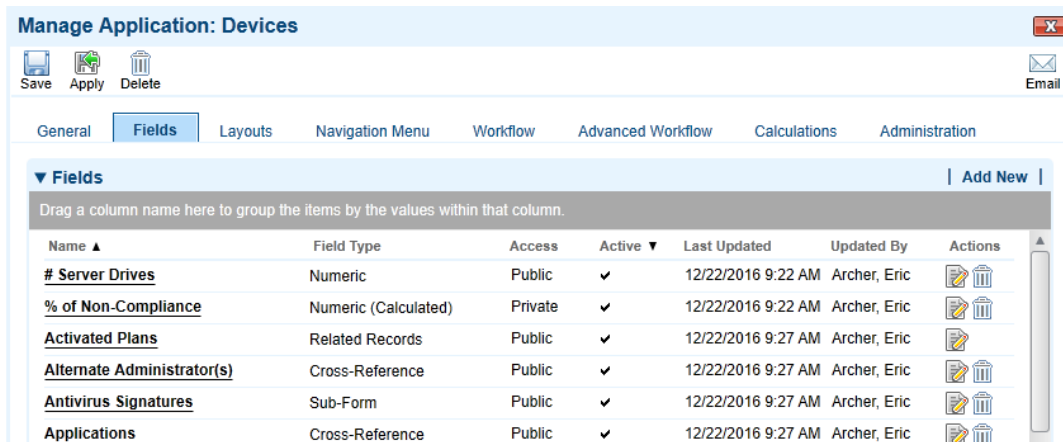 Manage Application: Devices
X
Save Apply Delete Email
General Fields Layouts Navigation Menu Workflow Advanced Workflow Calculations Administration
▼ Fields | Add New |
Drag a column name here to group the items by the values within that column.
Name ▲ Field Type Access Active ▼ Last Updated Updated By Actions
# Server Drives Numeric Public ✔ 12/22/2016 9:22 AM Archer, Eric
% of Non-Compliance Numeric (Calculated) Private ✔ 12/22/2016 9:22 AM Archer, Eric
Activated Plans Related Records Public ✔ 12/22/2016 9:27 AM Archer, Eric
Alternate Administrator(s) Cross-Reference Public ✔ 12/22/2016 9:27 AM Archer, Eric
Antivirus Signatures Sub-Form Public ✔ 12/22/2016 9:27 AM Archer, Eric
Applications Cross-Reference Public ✔ 12/22/2016 9:27 AM Archer, Eric